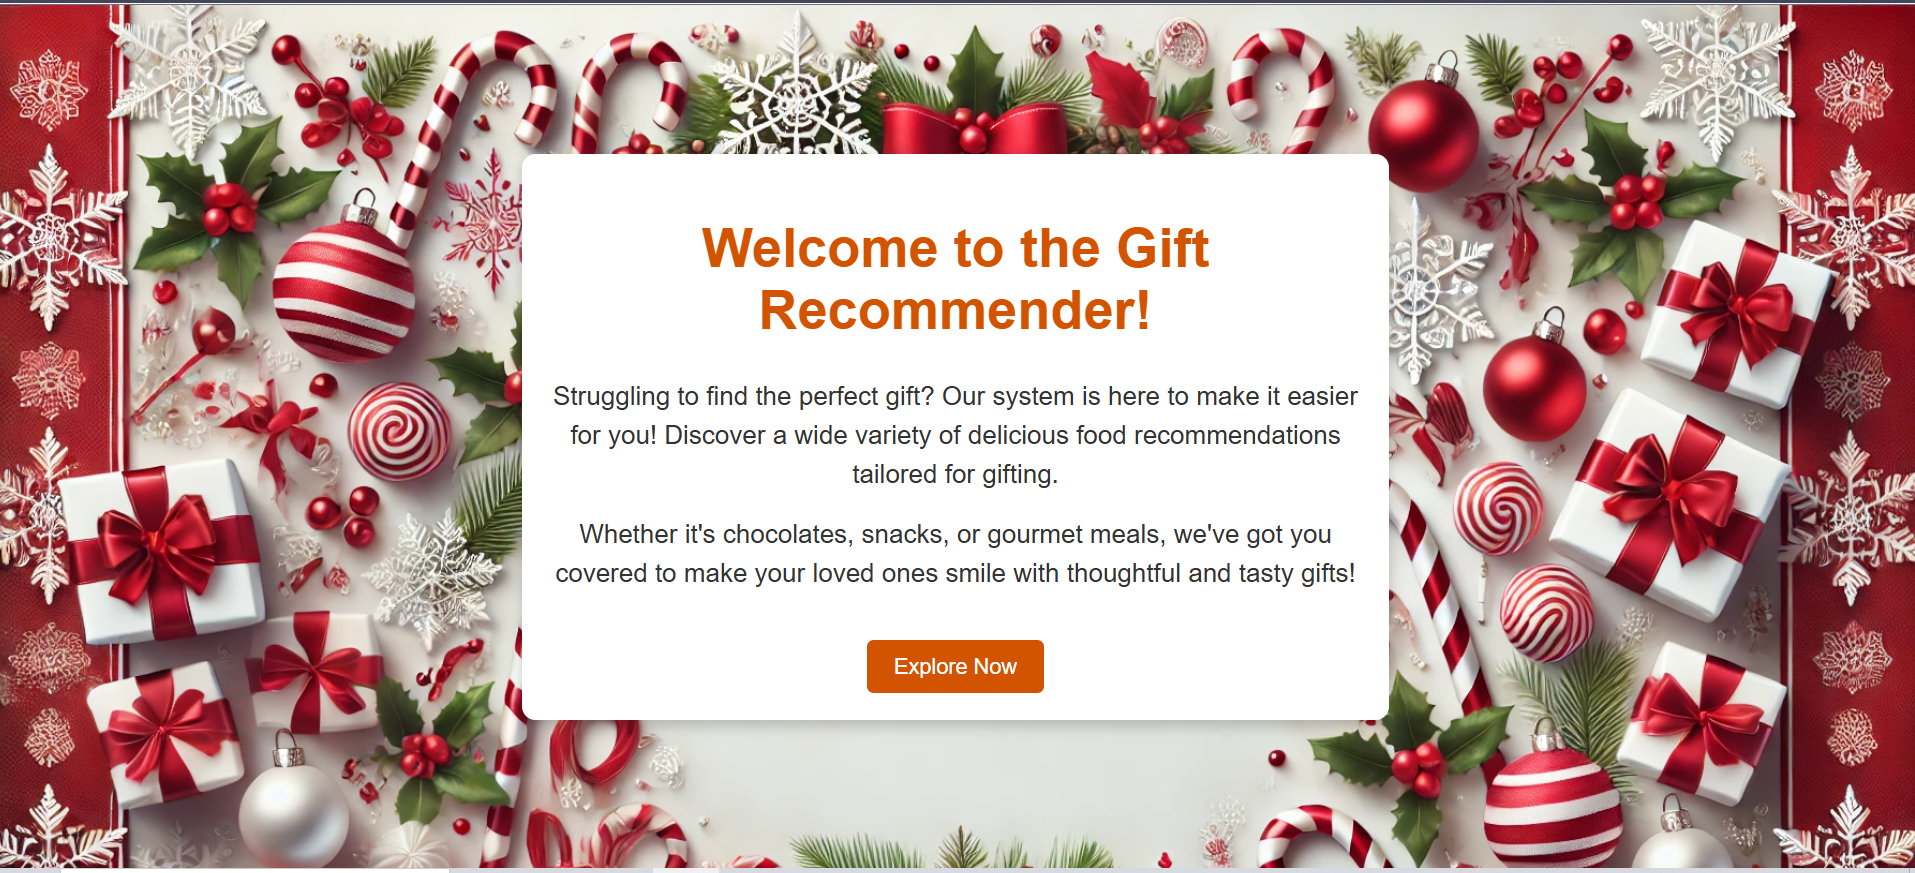 Welcome to the Gift
Recommender!
Struggling to find the perfect gift? Our system is here to make it easier
for you! Discover a wide variety of delicious food recommendations
tailored for gifting.
Whether it's chocolates, snacks, or gourmet meals, we've got you
covered to make your loved ones smile with thoughtful and tasty gifts!
Explore Now